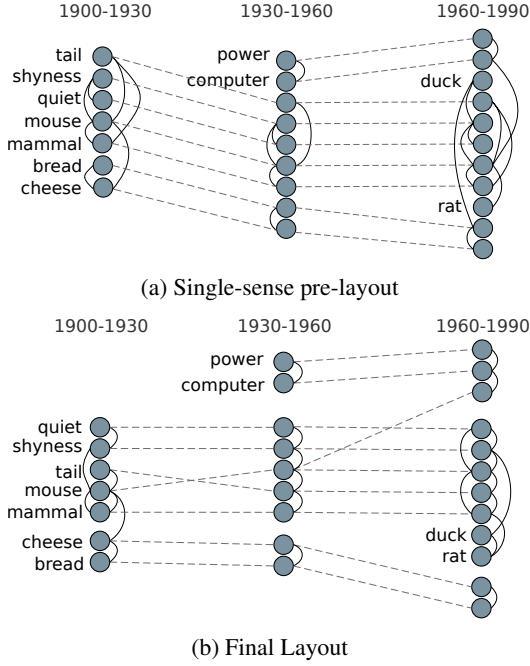 1900-1930 1930-1960 1960-1990
tail
power
shyness
computer
duck
quiet
mouse
mammal
bread
cheese
rat
(a) Single-sense pre-layout
1900-1930 1930-1960 1960-1990
power
computer
quiet
shyness
tail
mouse
mammal
duck
cheese
rat
bread
(b) Final Layout